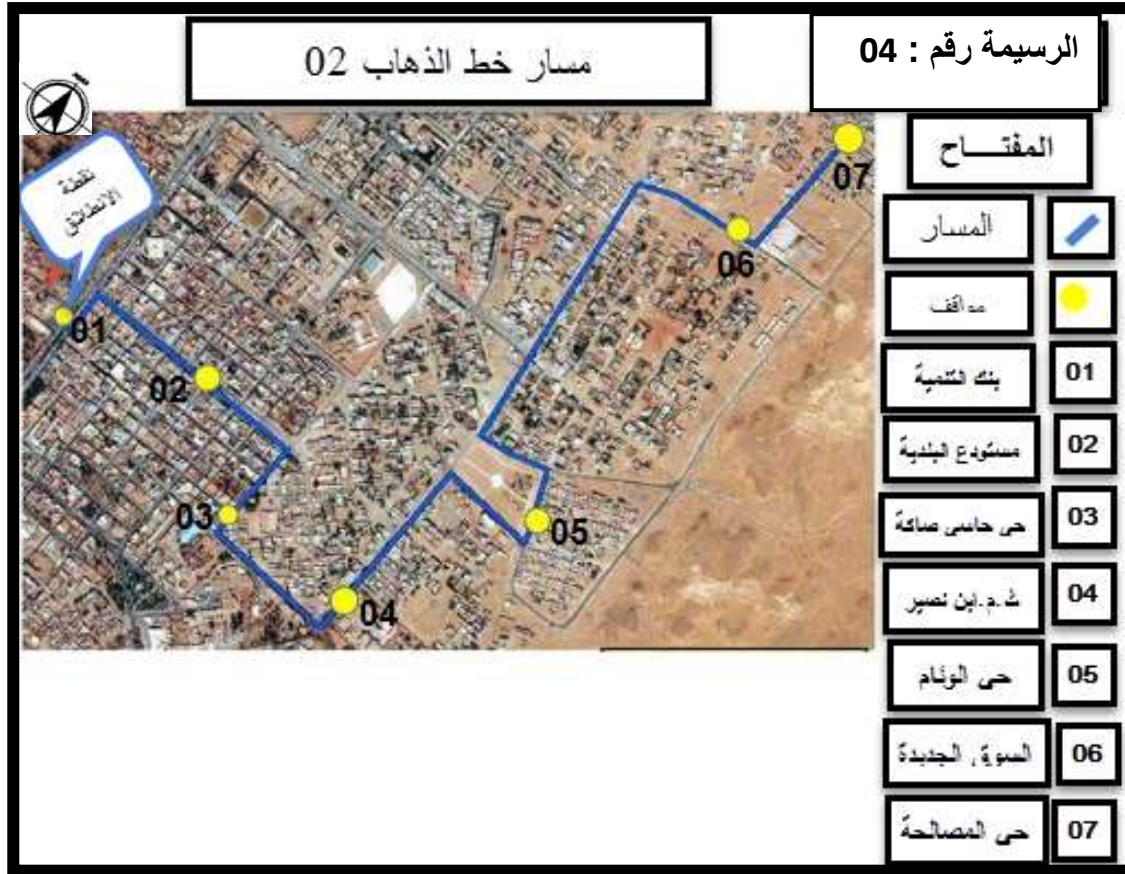 الرسيمة رقم : 04
مسار خط الذهاب 02
نقطة
الانطلاق
01
02
03
04
05
06
07
المفتـــاح
المسار
مواقف
بنك التنمية
01
مستودع البلدية
02
حي حاسي صاكة
03
ث.م.ابن نصير
04
حي الوئام
05
السوق الجديدة
06
حي المصالحة
07